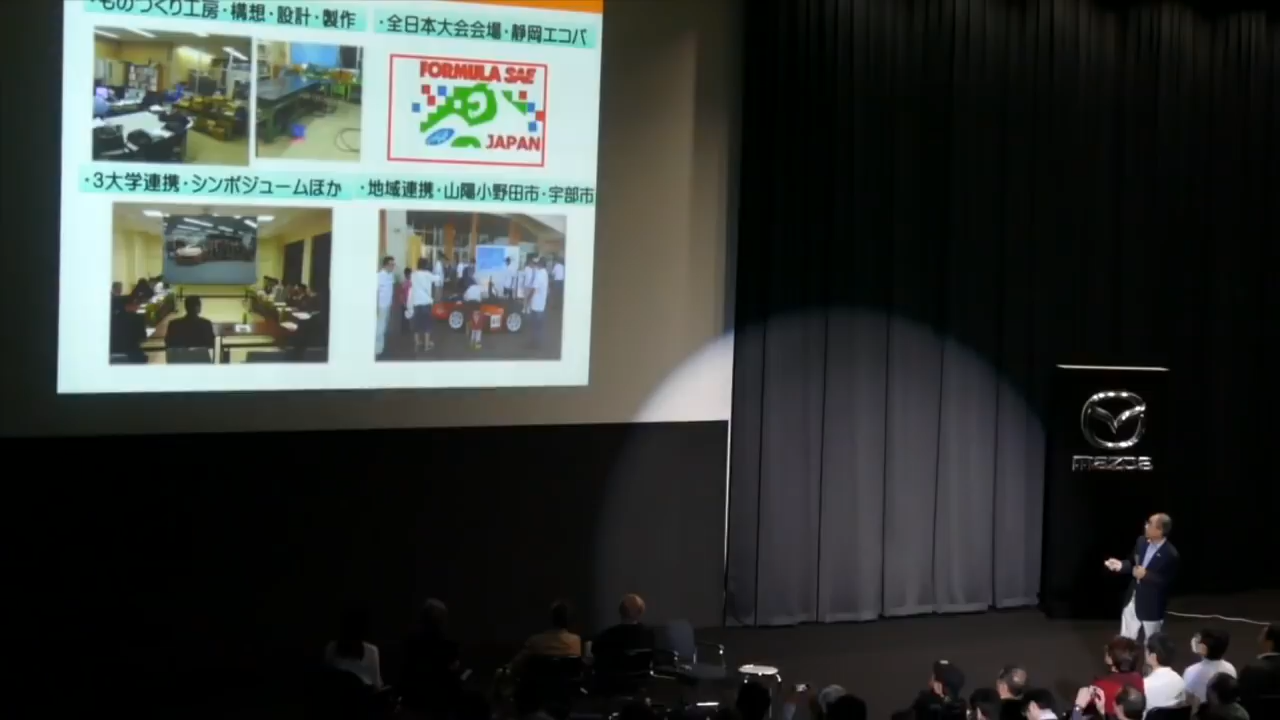 ・ものづくり工房・構想・設計・製作
・全日本大会会場・静岡エコパ
FORMULA SAE
JAPAN
・3大学連携・シンポジュームほか
・地域連携・山陽小野田市・宇部市
mazda